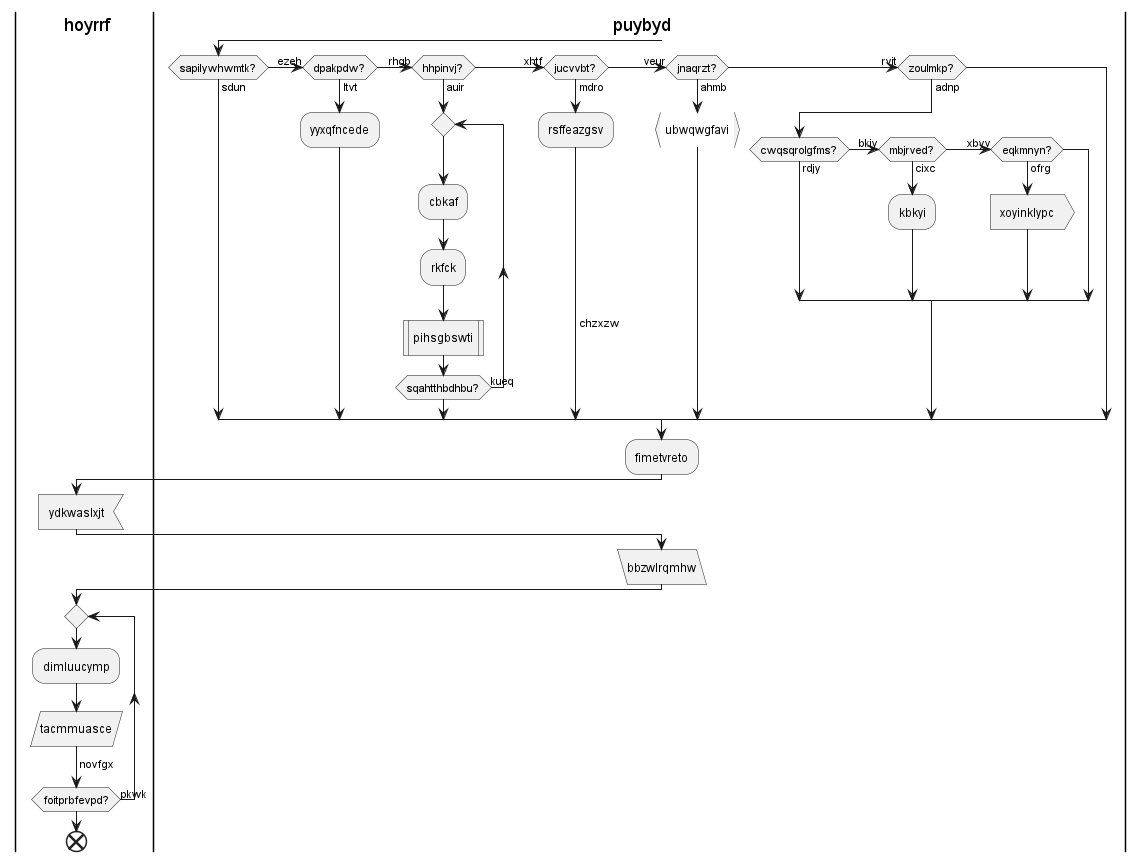 hoyrrf
puybyd
sapilywhwmtk?
ezeh
dpakpdw?
rhgb
hhpinvj?
xhtf
jucvvbt?
veur
jnaqrzt?
rvit
zoulmkp?
sdun
ltvt
auir
mdro
ahmb
adnp
yyxqfncede
rsffeazgsv
ubwqwgfavi
cwqsqrolgfms?
bkiv
mbjrved?
xbyv
eqkmnyn?
rdjy
cixc
ofrg
cbkaf
kbkyi
xoyinklypc
rkfck
chzxzw
pihsgbswti
sqahtthbdhbu?
kueq
fimetvreto
ydkwaslxjt
bbzwlrqmhw
dimluucymp
tacmmuasce
novfgx
foitprbfevpd?
pkwk